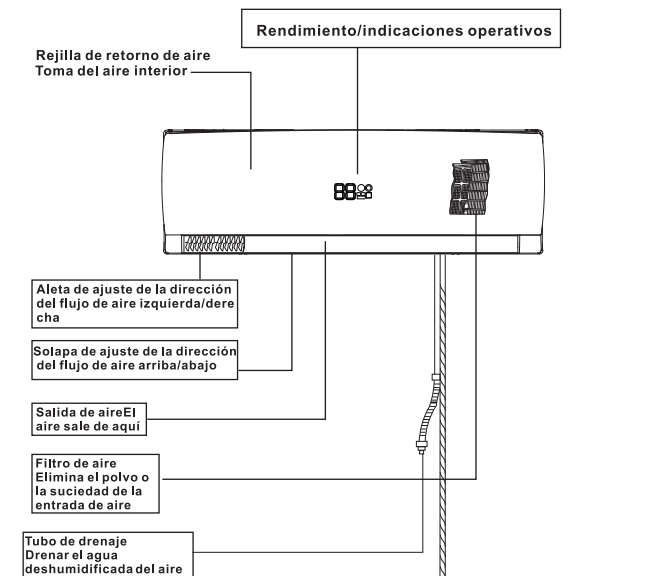 Rendimiento/indicaciones operativos
Rejilla de retorno de aire
Toma del aire interior
88
Aleta de ajuste de la dirección
del flujo de aire izquierda/dere
cha
Solapa de ajuste de la dirección
del flujo de aire arriba/abajo
Salida de aireEl
aire sale de aquí
Filtro de aire
Elimina el polvo o
la suciedad de la
entrada de aire
Tubo de drenaje
Drenar el agua
deshumidificada del aire